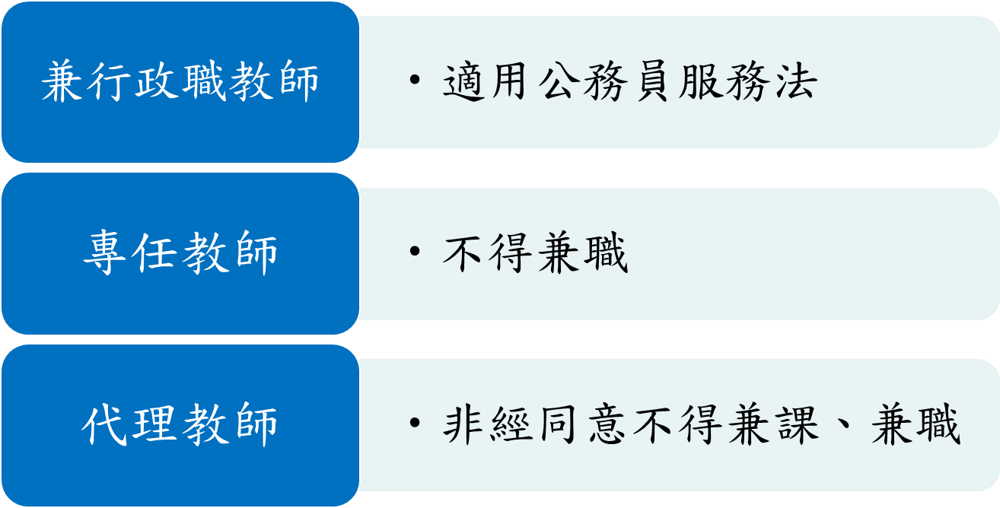 兼行政職教師
• 適用公務員服務法
專任教師
• 不得兼職
代理教師
• 非經同意不得兼課、兼職